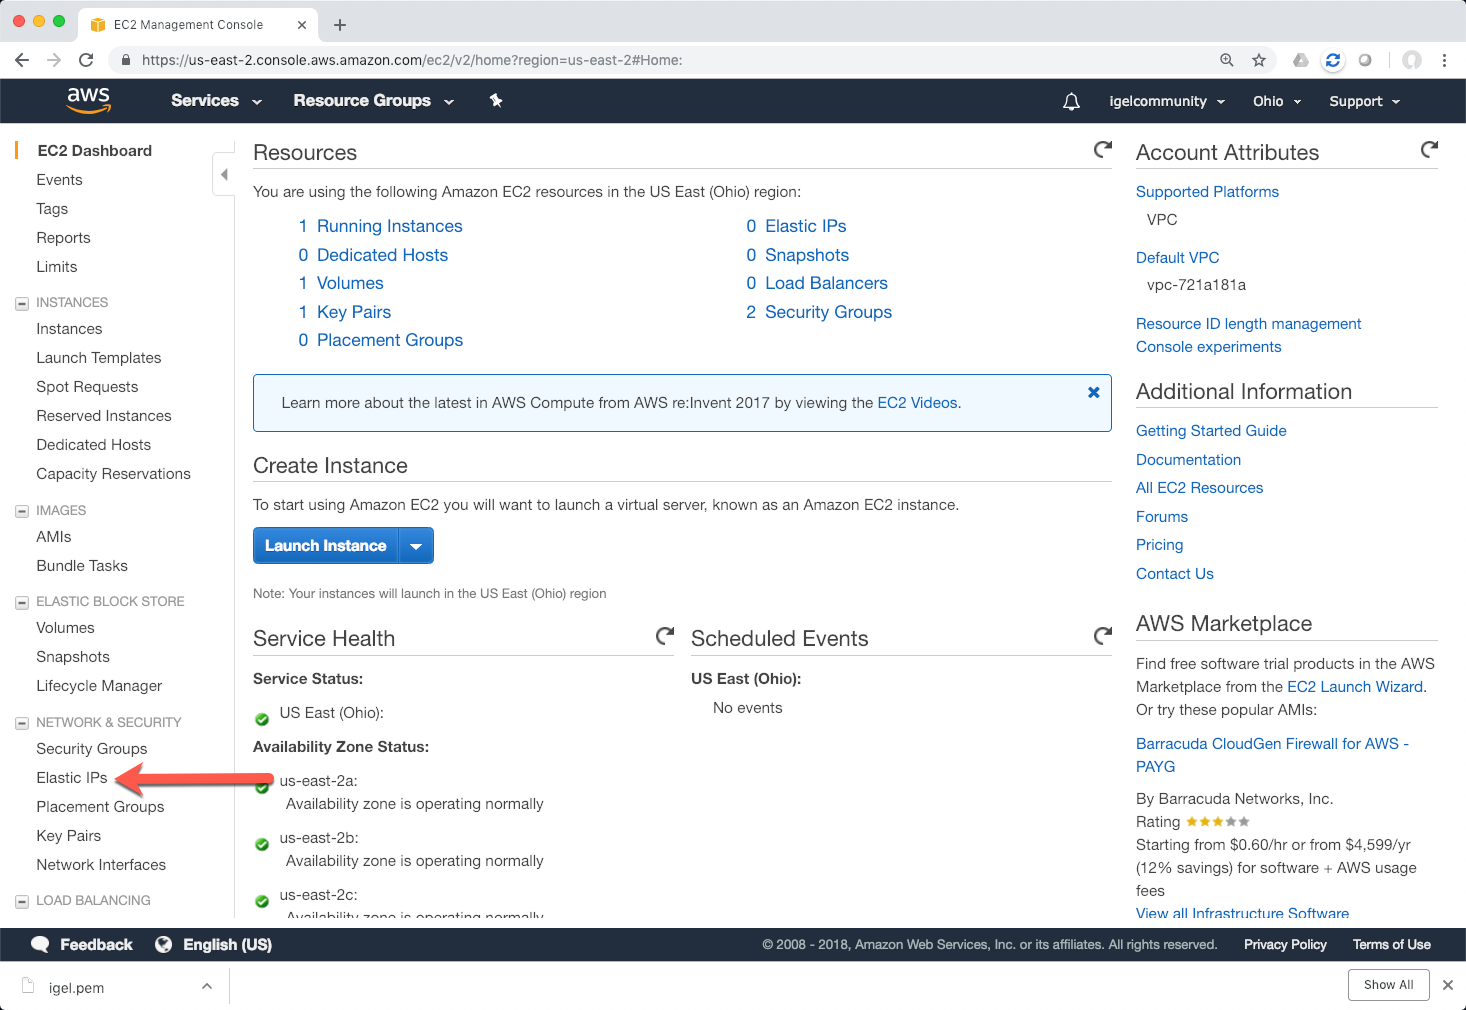 EC2 Management Console
https://us-east-2.console.aws.amazon.com/ec2/v2/home?region=us-east-2#Home:
aws
Services
Resource Groups
igelcommunity
Ohio
Support
EC2 Dashboard
Events
Tags
Reports
Limits
INSTANCES
Instances
Launch Templates
Spot Requests
Reserved Instances
Dedicated Hosts
Capacity Reservations
IMAGES
AMIs
Bundle Tasks
ELASTIC BLOCK STORE
Volumes
Snapshots
Lifecycle Manager
NETWORK & SECURITY
Security Groups
Elastic IPs
Placement Groups
Key Pairs
Network Interfaces
LOAD BALANCING
Resources
You are using the following Amazon EC2 resources in the US East (Ohio) region:
1 Running Instances
0 Dedicated Hosts
1 Volumes
1 Key Pairs
0 Placement Groups
0 Elastic IPs
0 Snapshots
0 Load Balancers
2 Security Groups
Learn more about the latest in AWS Compute from AWS re:Invent 2017 by viewing the EC2 Videos.
Create Instance
To start using Amazon EC2 you will want to launch a virtual server, known as an Amazon EC2 instance.
Launch Instance
Note: Your instances will launch in the US East (Ohio) region
Service Health
Service Status:
US East (Ohio):
Availability Zone Status:
us-east-2a:
Availability zone is operating normally
us-east-2b:
Availability zone is operating normally
us-east-2c:
Availability zone is operating normally
Scheduled Events
US East (Ohio):
No events
Account Attributes
Supported Platforms
VPC
Default VPC
vpc-721a181a
Resource ID length management
Console experiments
Additional Information
Getting Started Guide
Documentation
All EC2 Resources
Forums
Pricing
Contact Us
AWS Marketplace
Find free software trial products in the AWS
Marketplace from the EC2 Launch Wizard.
Or try these popular AMIs:
Barracuda CloudGen Firewall for AWS -
PAYG
By Barracuda Networks, Inc.
Rating
Starting from $0.60/hr or from $4,599/yr
(12% savings) for software + AWS usage
fees
View all Infrastructure Software
Feedback
English (US)
© 2008 - 2018, Amazon Web Services, Inc. or its affiliates. All rights reserved.
Privacy Policy
Terms of Use
igel.pem
Show All